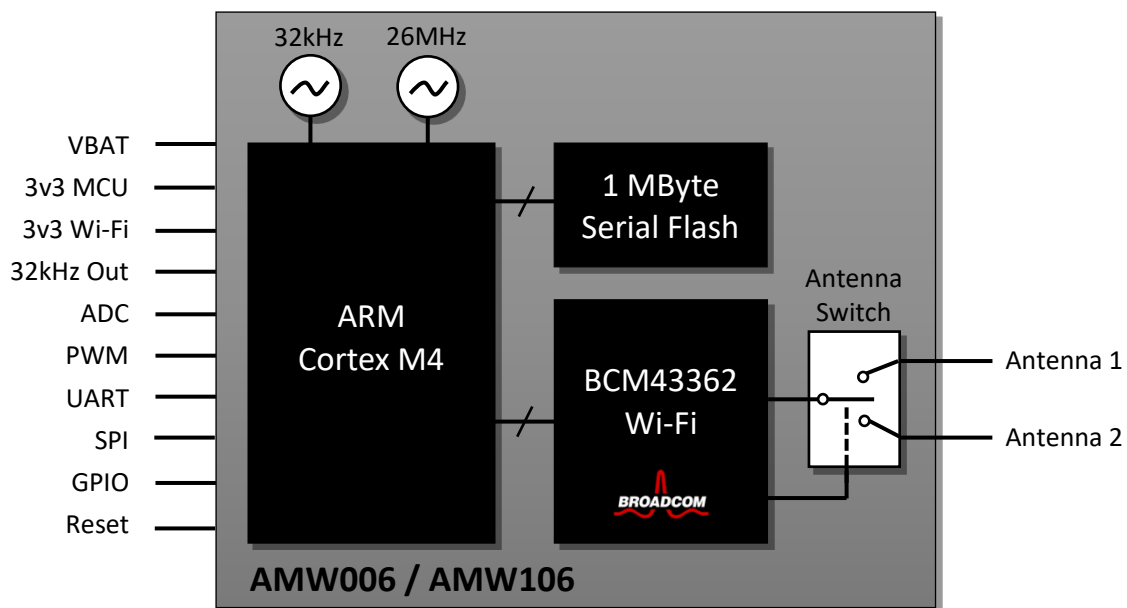 32kHz 26MHz
VBAT
3v3 MCU
3v3 Wi-Fi
32kHz Out
ADC
PWM
UART
SPI
GPIO
Reset
ARM
Cortex M4
1 MByte
Serial Flash
BCM43362
Wi-Fi
BROADCOM
Antenna
Switch
Antenna 1
Antenna 2
AMW006 / AMW106